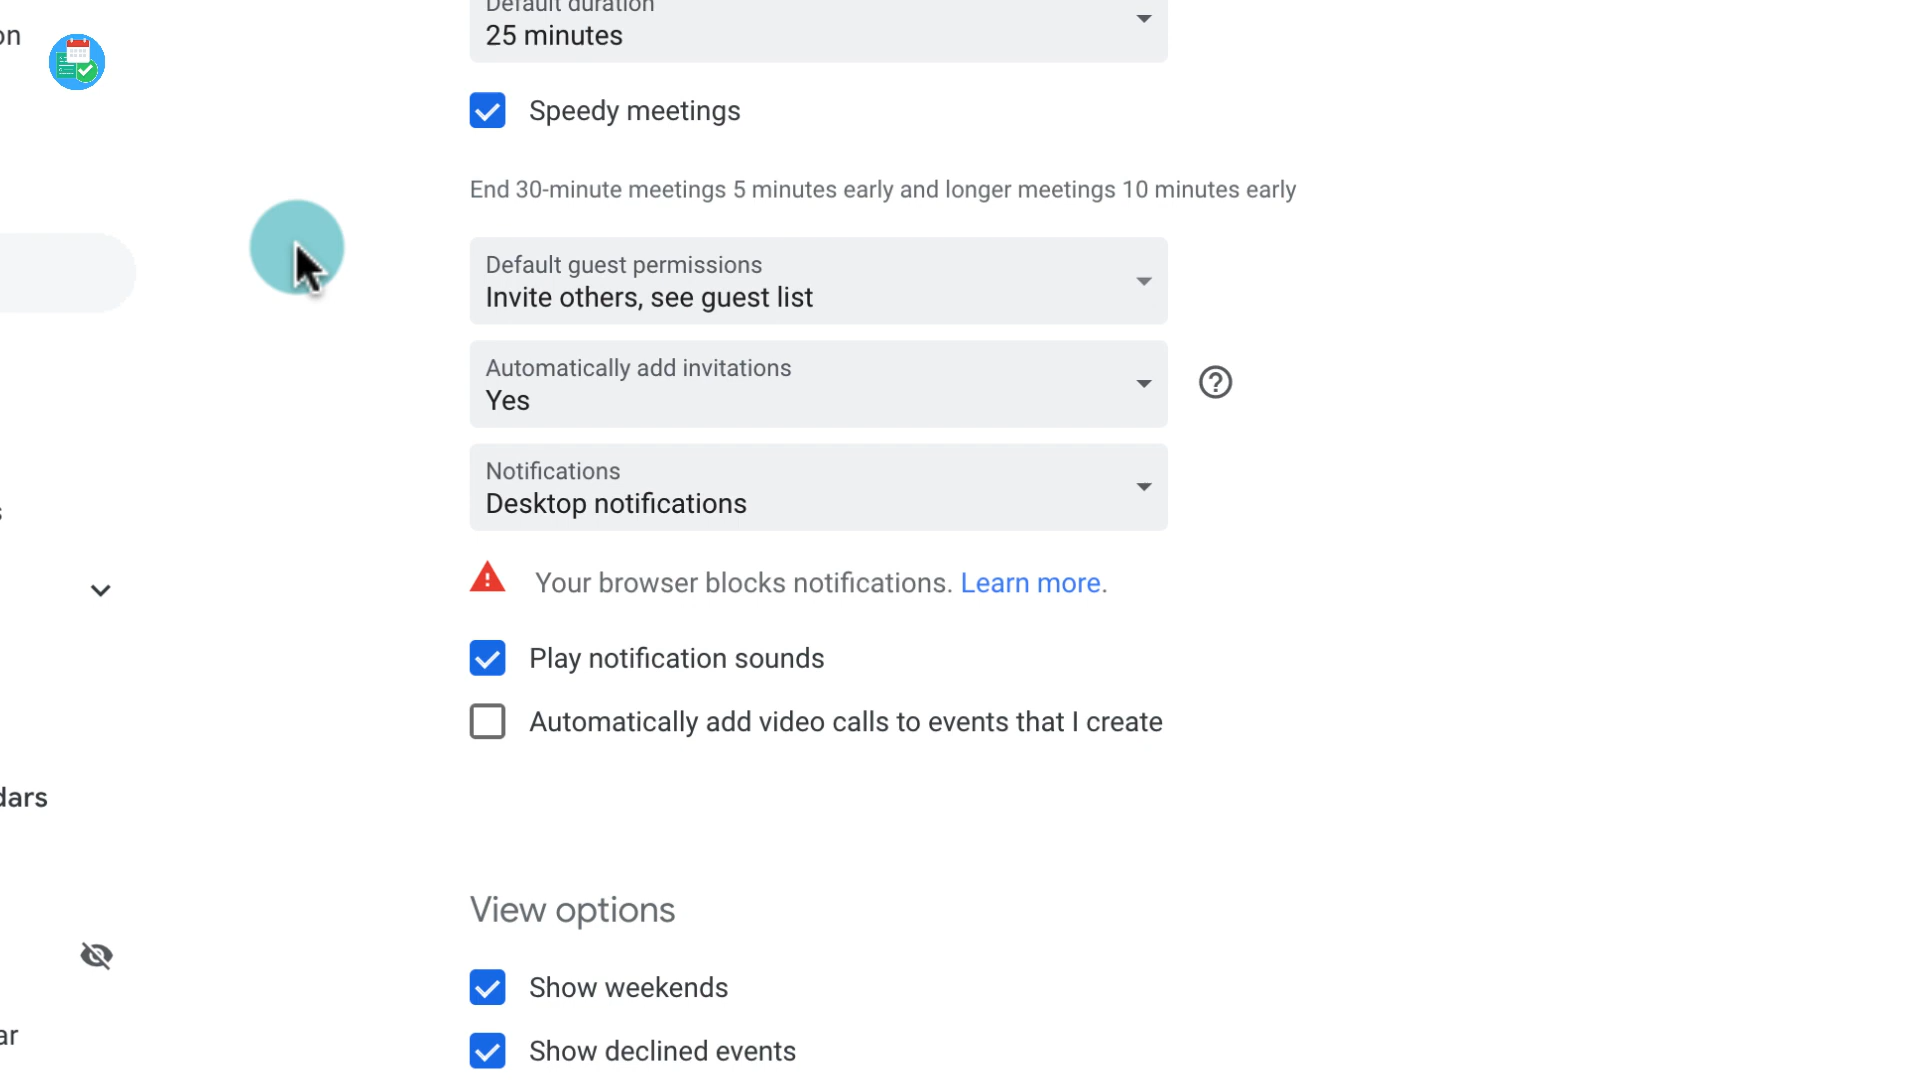 Default duration
on
25 minutes
Speedy meetings
End 30-minute meetings 5 minutes early and longer meetings 10 minutes early
Default guest permissions
Invite others, see guest list
Automatically add invitations
Yes
Notifications
Desktop notifications
s
Your browser blocks notifications. Learn more.
Play notification sounds
Automatically add video calls to events that I create
dars
View options
Show weekends
ar
Show declined events